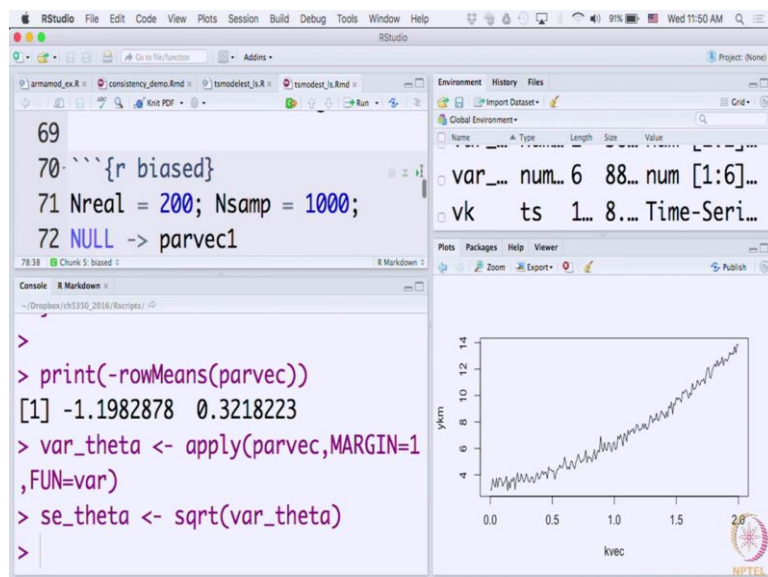 RStudio File Edit Code View Plots Session Build Debug Tools Window Help 91% Wed 11:50 AM
RStudio
Go to file/function Addins
Project: (None)
armamod_ex.R consistency_demo.Rmd tsmodelest_ls.R tsmodest_ls.Rmd
Knit PDF Run
69
70 ```{r biased}
71 Nreal = 200; Nsamp = 1000;
72 NULL -> parvec1
78:38 Chunk 5: biased R Markdown
Console R Markdown
~/Dropbox/ch5350_2016/Rscripts/
>
> print(-rowMeans(parvec))
[1] -1.1982878 0.3218223
> var_theta <- apply(parvec,MARGIN=1
,FUN=var)
> se_theta <- sqrt(var_theta)
>
Environment History Files
Import Dataset Grid
Global Environment
Name Type Length Size Value
var_… num… 6 88… num [1:6]…
vk ts 1… 8.… Time-Seri…
Plots Packages Help Viewer
Zoom Export Publish
14
12
10
8
6
4
ykm
0.0 0.5 1.0 1.5 2.0
kvec
NPTEL